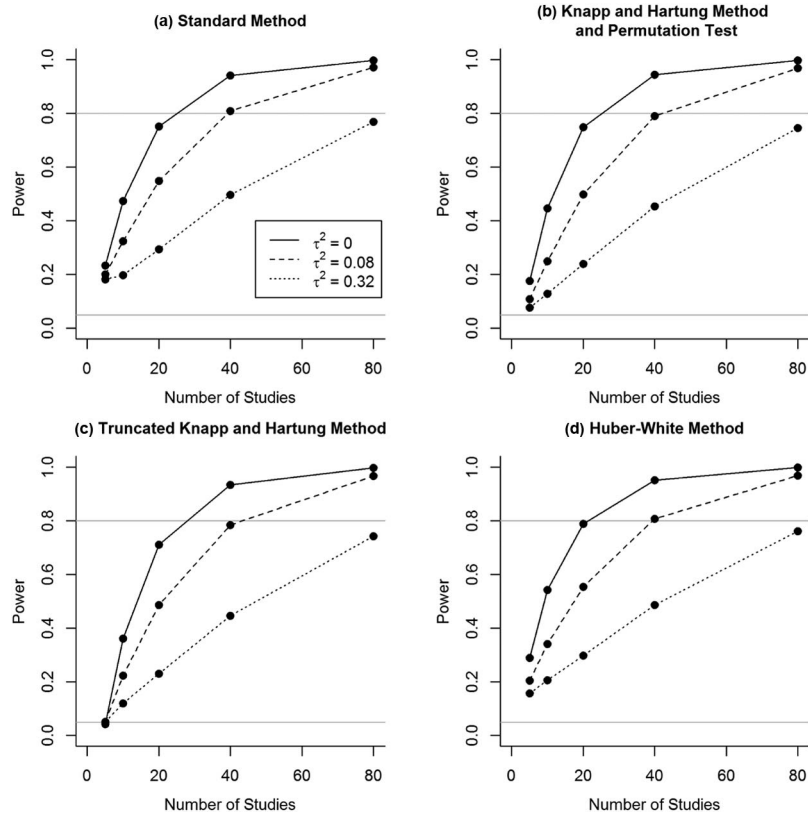 (a) Standard Method
Power
0.0 0.2 0.4 0.6 0.8 1.0
τ² = 0
τ² = 0.08
τ² = 0.32
0 20 40 60 80
Number of Studies
(b) Knapp and Hartung Method
and Permutation Test
Power
0.0 0.2 0.4 0.6 0.8 1.0
0 20 40 60 80
Number of Studies
(c) Truncated Knapp and Hartung Method
Power
0.0 0.2 0.4 0.6 0.8 1.0
0 20 40 60 80
Number of Studies
(d) Huber-White Method
Power
0.0 0.2 0.4 0.6 0.8 1.0
0 20 40 60 80
Number of Studies